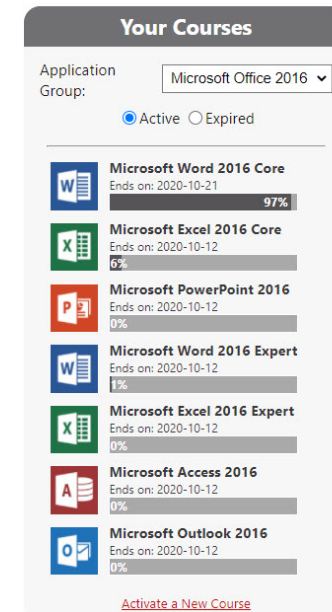 Your Courses
Application
Group:
Microsoft Office 2016
Active
Expired
Microsoft Word 2016 Core
Ends on: 2020-10-21
97%
Microsoft Excel 2016 Core
Ends on: 2020-10-12
6%
Microsoft PowerPoint 2016
Ends on: 2020-10-12
0%
Microsoft Word 2016 Expert
Ends on: 2020-10-12
1%
Microsoft Excel 2016 Expert
Ends on: 2020-10-12
0%
Microsoft Access 2016
Ends on: 2020-10-12
0%
Microsoft Outlook 2016
Ends on: 2020-10-12
0%
Activate a New Course